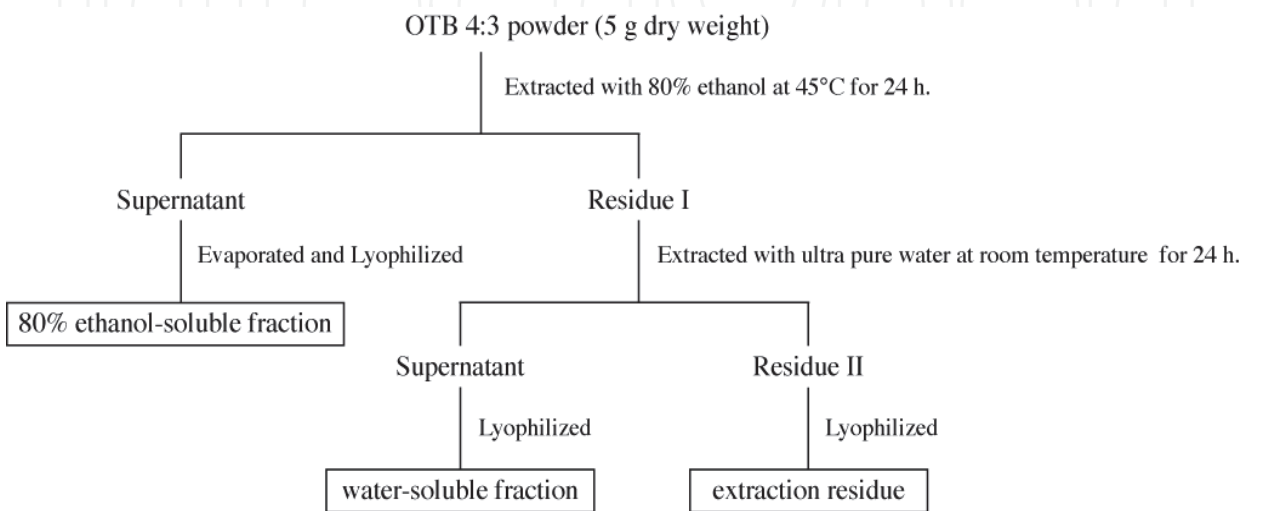 OTB 4:3 powder (5 g dry weight)
Extracted with 80% ethanol at 45°C for 24 h.
Supernatant
Residue I
Evaporated and Lyophilized
Extracted with ultra pure water at room temperature for 24 h.
80% ethanol-soluble fraction
Supernatant
Residue II
Lyophilized
Lyophilized
water-soluble fraction
extraction residue